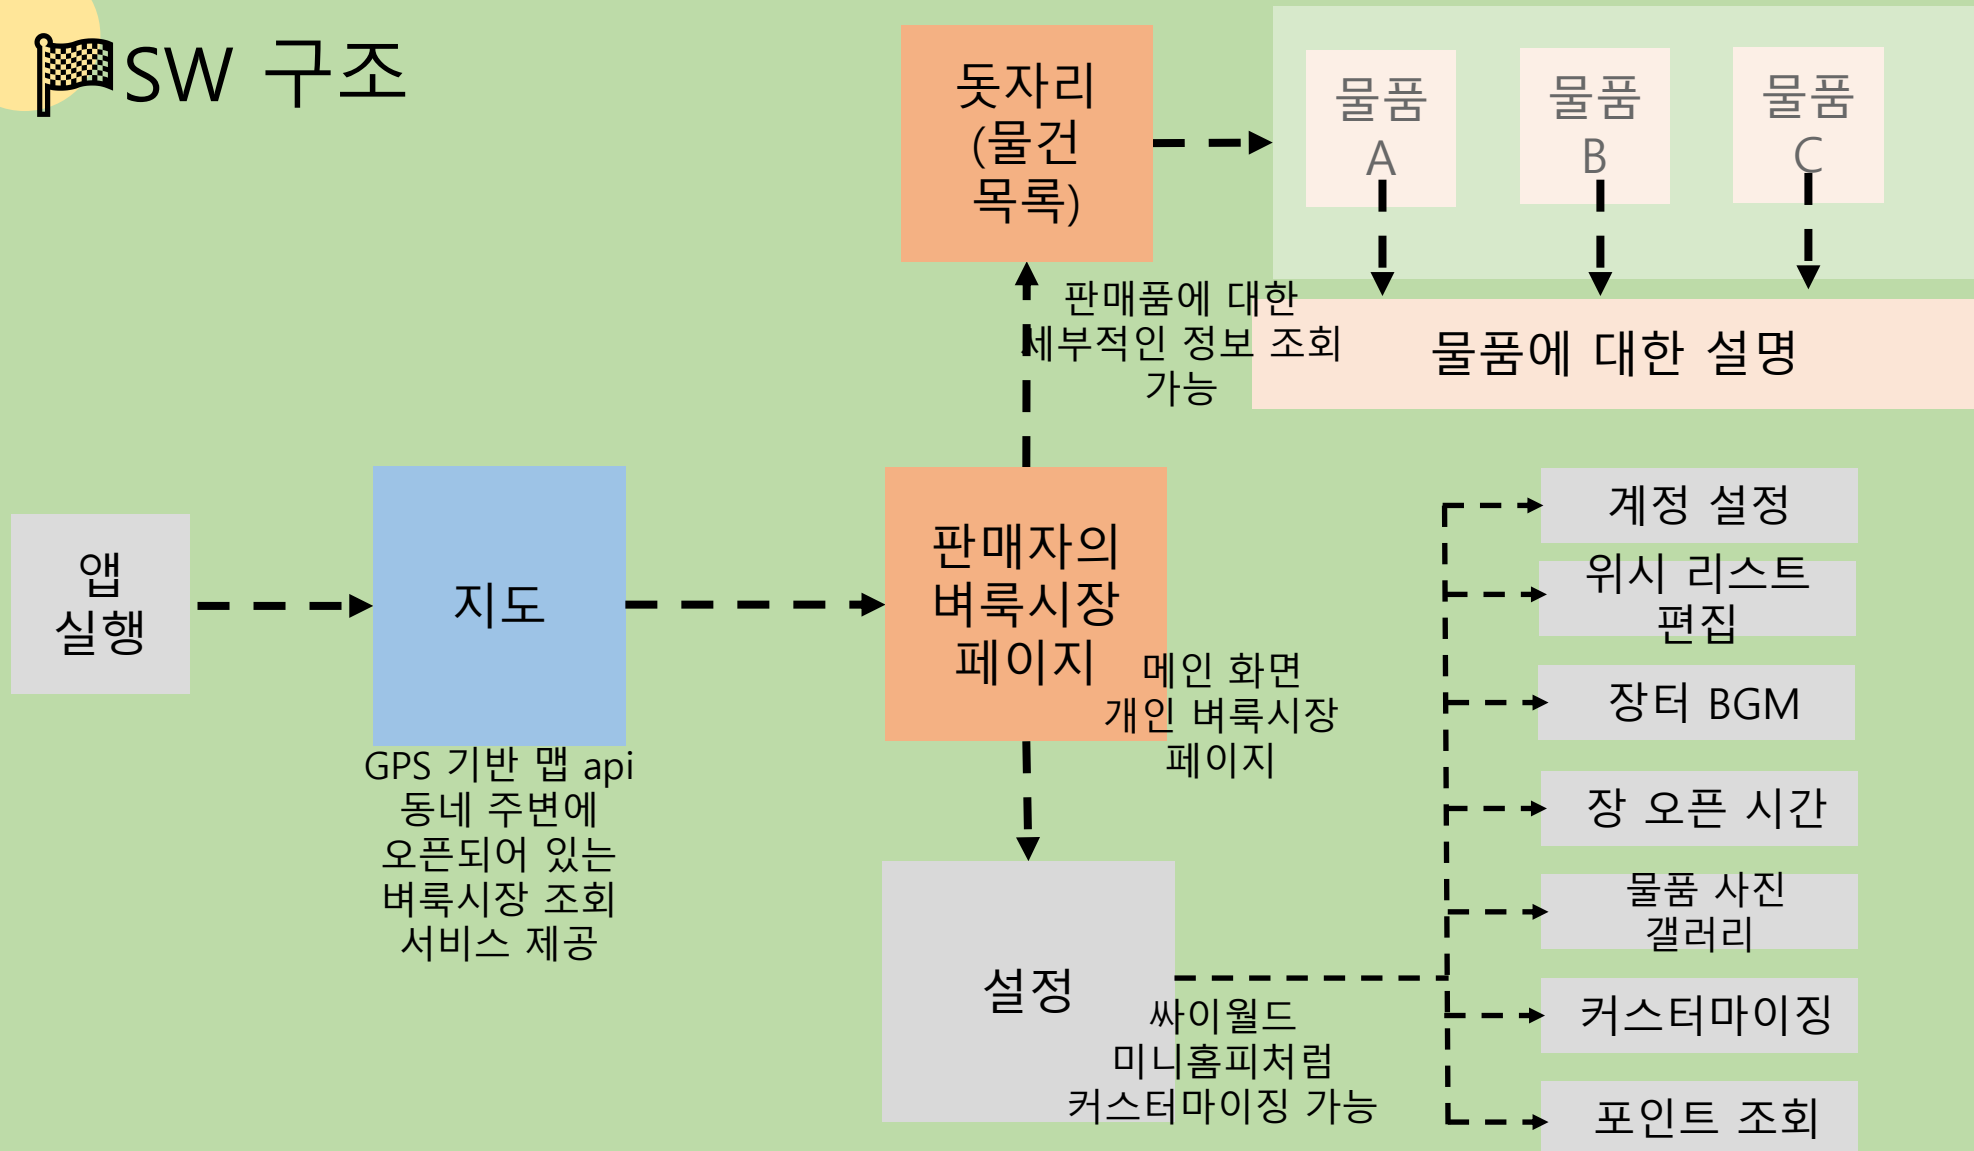 SW 구조
돗자리
(물건
목록)
물품
A
물품
B
물품
C
판매품에 대한
세부적인 정보 조회
가능
물품에 대한 설명
앱
실행
지도
GPS 기반 맵 api
동네 주변에
오픈되어 있는
벼룩시장 조회
서비스 제공
판매자의
벼룩시장
페이지
메인 화면
개인 벼룩시장
페이지
설정
싸이월드
미니홈피처럼
커스터마이징 가능
계정 설정
위시 리스트
편집
장터 BGM
장 오픈 시간
물품 사진
갤러리
커스터마이징
포인트 조회